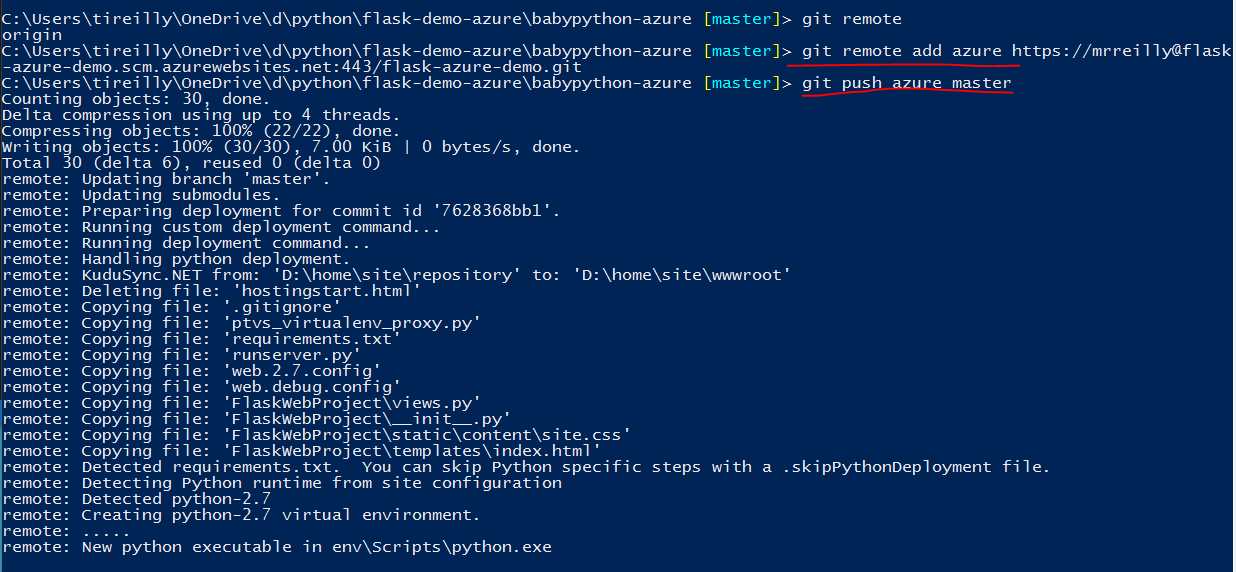 C:\Users\tireilly\OneDrive\d\python\flask-demo-azure\babypython-azure [master]> git remote
origin
C:\Users\tireilly\OneDrive\d\python\flask-demo-azure\babypython-azure [master]> git remote add azure https://mrreilly@flask
-azure-demo.scm.azurewebsites.net:443/flask-azure-demo.git
C:\Users\tireilly\OneDrive\d\python\flask-demo-azure\babypython-azure [master]> git push azure master
Counting objects: 30, done.
Delta compression using up to 4 threads.
Compressing objects: 100% (22/22), done.
Writing objects: 100% (30/30), 7.00 KiB | 0 bytes/s, done.
Total 30 (delta 6), reused 0 (delta 0)
remote: Updating branch 'master'.
remote: Updating submodules.
remote: Preparing deployment for commit id '7628368bb1'.
remote: Running custom deployment command...
remote: Running deployment command...
remote: Handling python deployment.
remote: KuduSync.NET from: 'D:\home\site\repository' to: 'D:\home\site\wwwroot'
remote: Deleting file: 'hostingstart.html'
remote: Copying file: '.gitignore'
remote: Copying file: 'ptvs_virtualenv_proxy.py'
remote: Copying file: 'requirements.txt'
remote: Copying file: 'runserver.py'
remote: Copying file: 'web.2.7.config'
remote: Copying file: 'web.debug.config'
remote: Copying file: 'FlaskWebProject\views.py'
remote: Copying file: 'FlaskWebProject\__init__.py'
remote: Copying file: 'FlaskWebProject\static\content\site.css'
remote: Copying file: 'FlaskWebProject\templates\index.html'
remote: Detected requirements.txt.  You can skip Python specific steps with a .skipPythonDeployment file.
remote: Detecting Python runtime from site configuration
remote: Detected python-2.7
remote: Creating python-2.7 virtual environment.
remote: .....
remote: New python executable in env\Scripts\python.exe